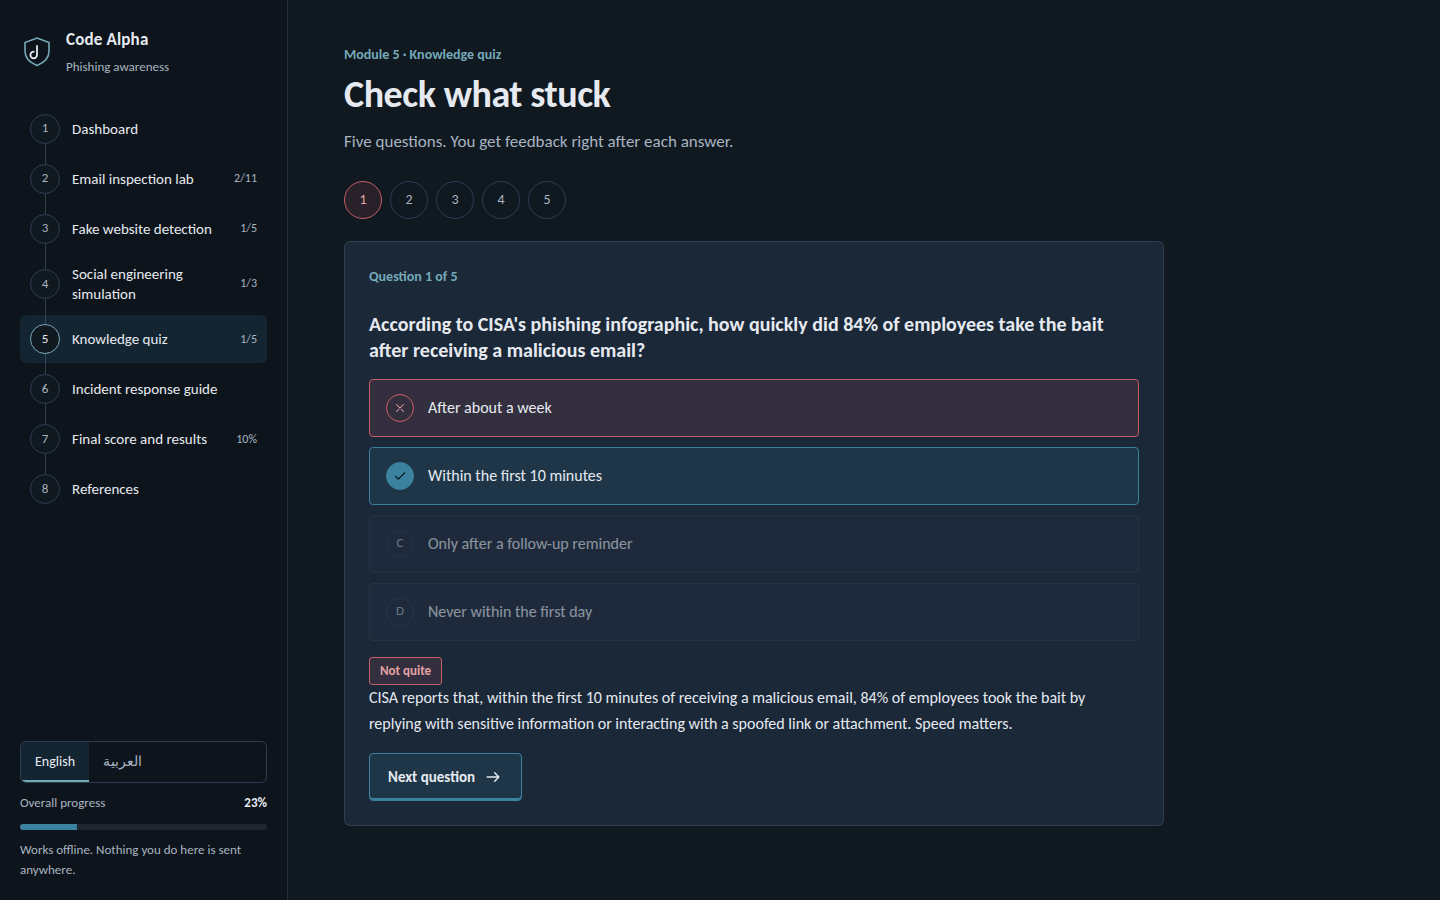 Code Alpha
Phishing awareness
1 Dashboard
2 Email inspection lab 2/11
3 Fake website detection 1/5
4 Social engineering
simulation 1/3
5 Knowledge quiz 1/5
6 Incident response guide
7 Final score and results 10%
8 References
English العربية
Overall progress 23%
Works offline. Nothing you do here is sent
anywhere.
Module 5 · Knowledge quiz
Check what stuck
Five questions. You get feedback right after each answer.
1 2 3 4 5
Question 1 of 5
According to CISA's phishing infographic, how quickly did 84% of employees take the bait
after receiving a malicious email?
After about a week
Within the first 10 minutes
C Only after a follow-up reminder
D Never within the first day
Not quite
CISA reports that, within the first 10 minutes of receiving a malicious email, 84% of employees took the bait by
replying with sensitive information or interacting with a spoofed link or attachment. Speed matters.
Next question